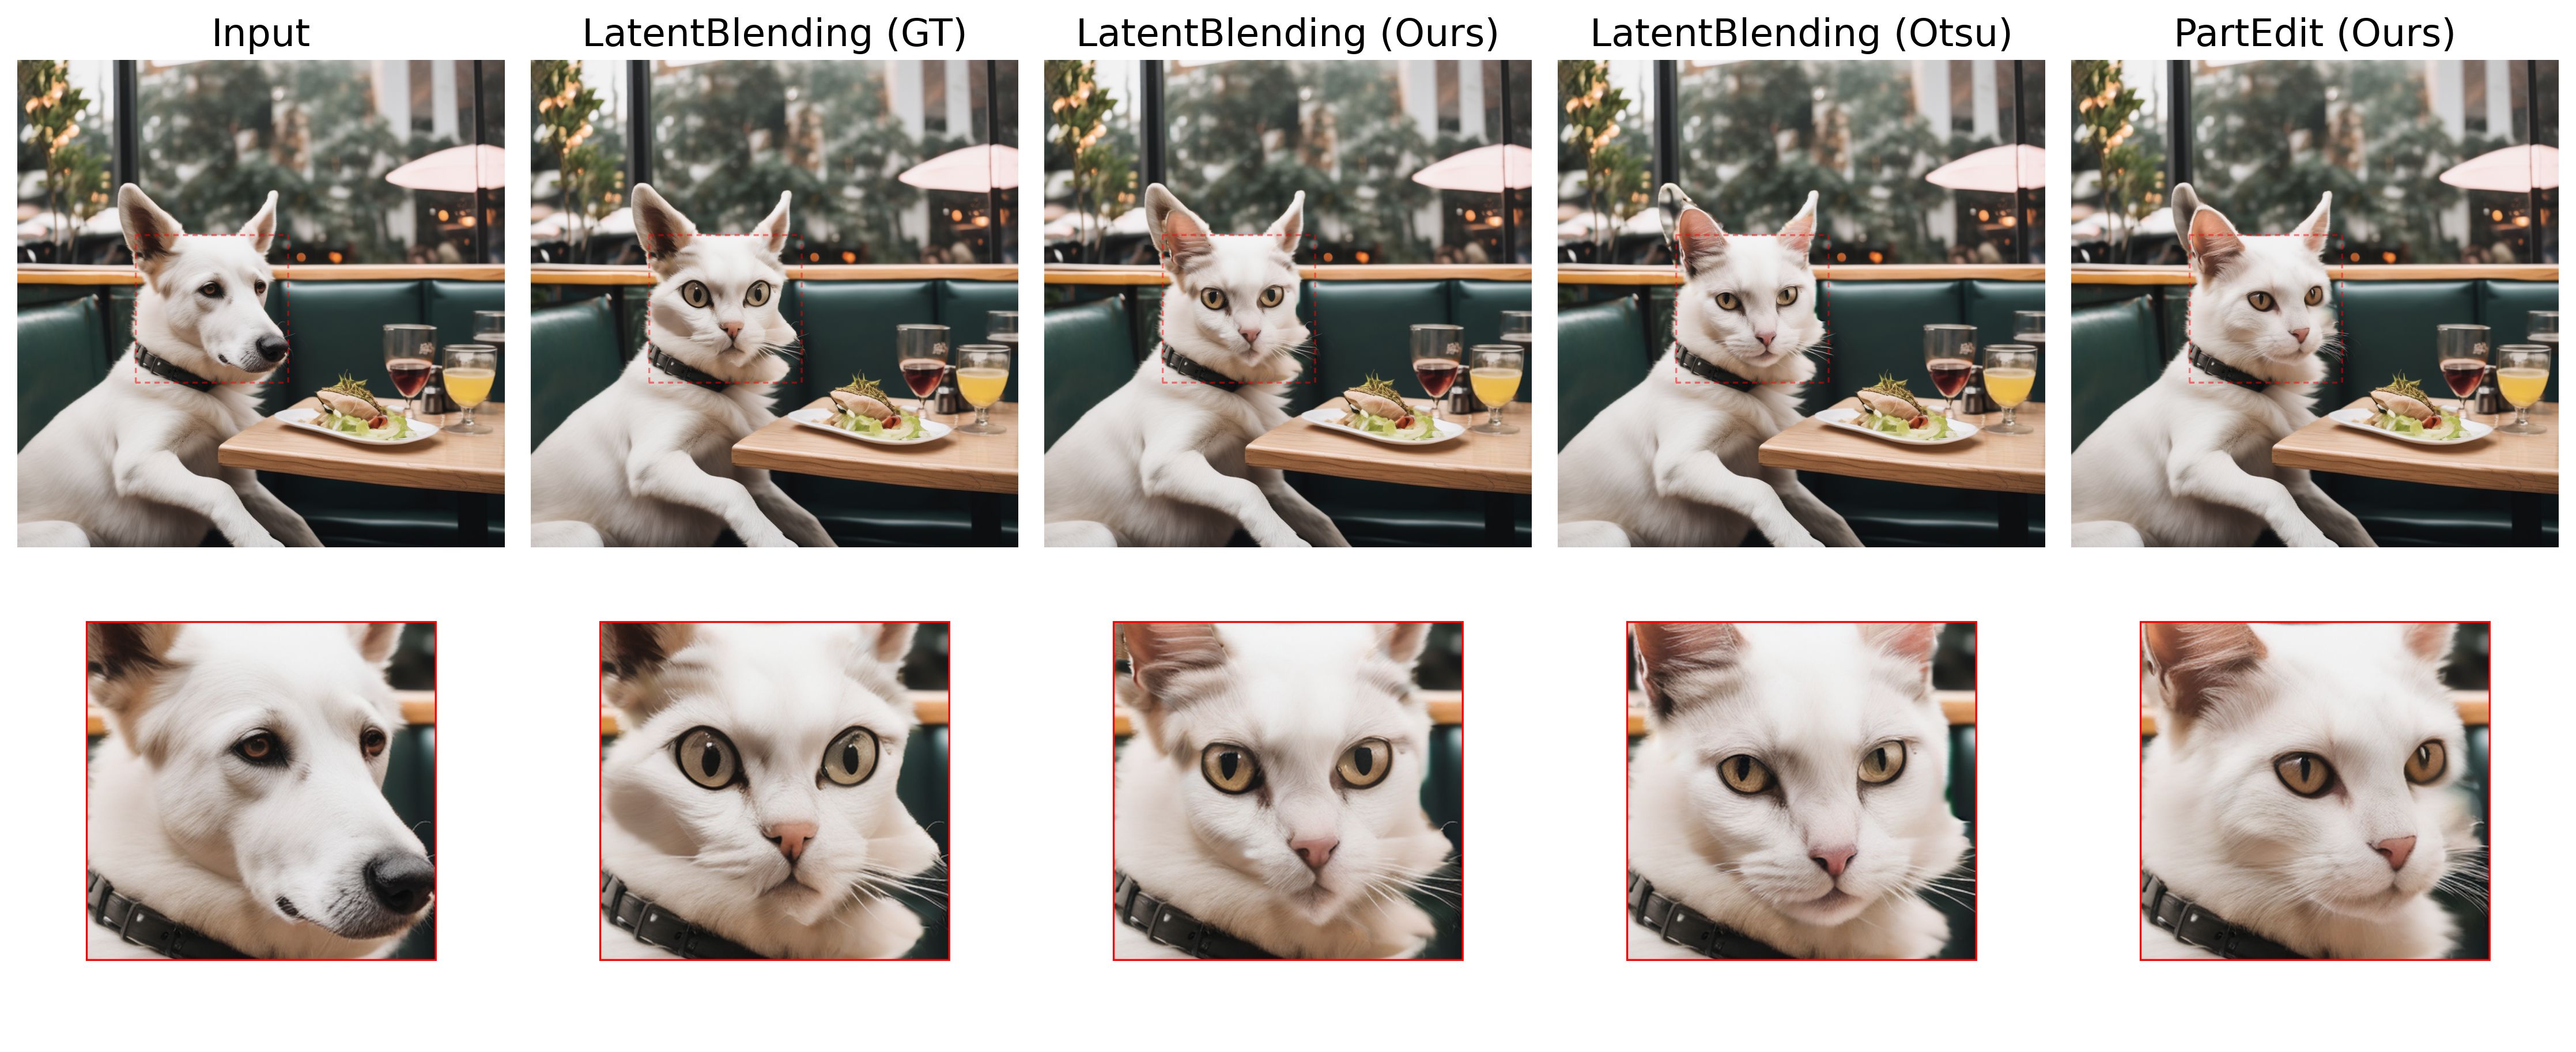 Input
LatentBlending (GT)
LatentBlending (Ours)
LatentBlending (Otsu)
PartEdit (Ours)